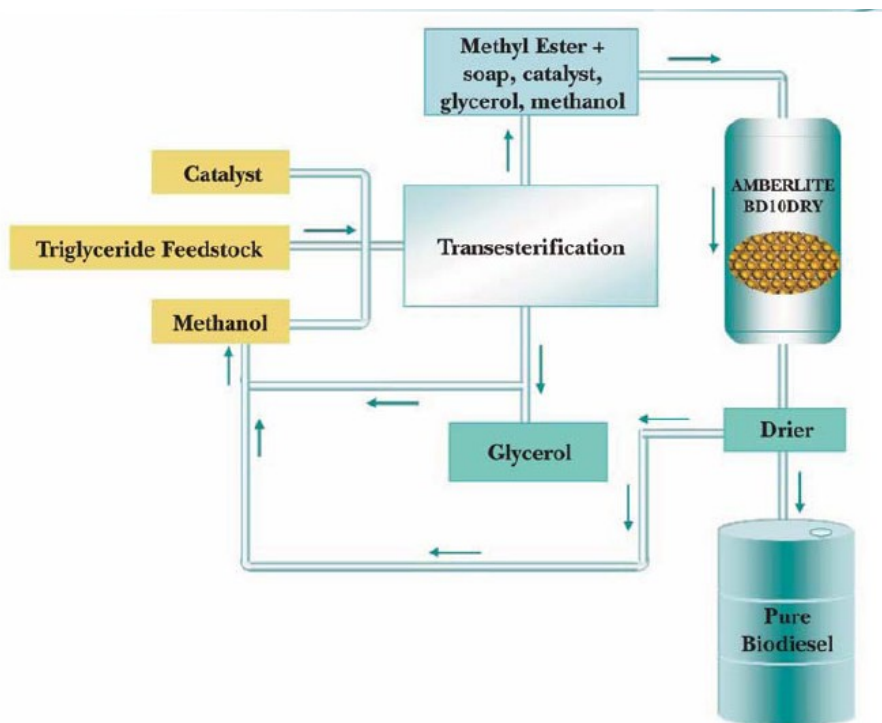 Methyl Ester +
soap, catalyst,
glycerol, methanol
Catalyst
AMBERLITE
BD10DRY
Triglyceride Feedstock
Transesterification
Methanol
Drier
Glycerol
Pure
Biodiesel